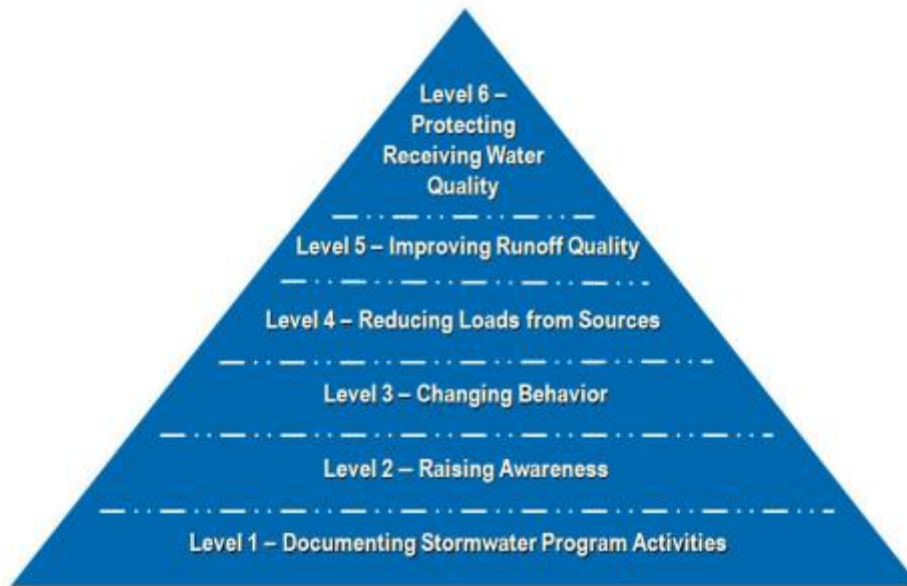 Level 6 –
Protecting
Receiving Water
Quality
Level 5 – Improving Runoff Quality
Level 4 – Reducing Loads from Sources
Level 3 – Changing Behavior
Level 2 – Raising Awareness
Level 1 – Documenting Stormwater Program Activities